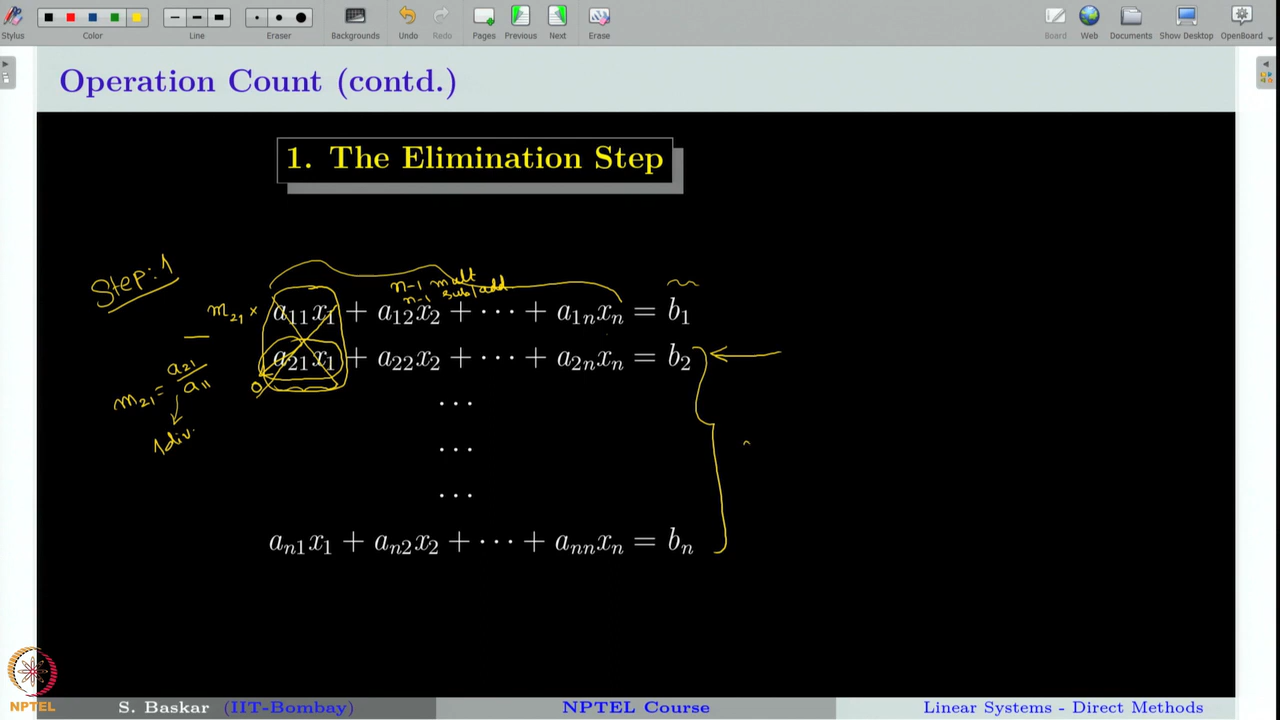 Stylus
Color
Line
Eraser
Backgrounds
Undo
Redo
Pages
Previous
Next
Erase
Board
Web
Documents
Show Desktop
OpenBoard
Operation Count (contd.)
1. The Elimination Step
Step:1
n-1 mult
n-1 sub/add
m₂₁ × a₁₁x₁ + a₁₂x₂ + ⋯ + a₁ₙxₙ = b₁
a₂₁x₁ + a₂₂x₂ + ⋯ + a₂ₙxₙ = b₂
m₂₁ = a₂₁/a₁₁
0
1div.
⋯
⋯
⋯
aₙ₁x₁ + aₙ₂x₂ + ⋯ + aₙₙxₙ = bₙ
NPTEL
S. Baskar (IIT-Bombay)
NPTEL Course
Linear Systems - Direct Methods